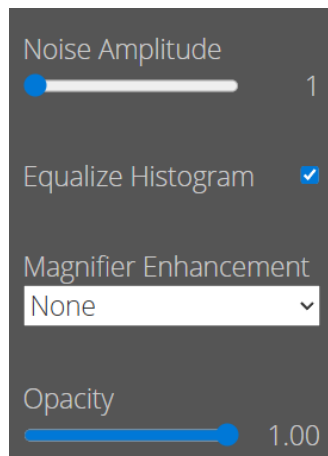 Noise Amplitude
1
Equalize Histogram
Magnifier Enhancement
None
Opacity
1.00